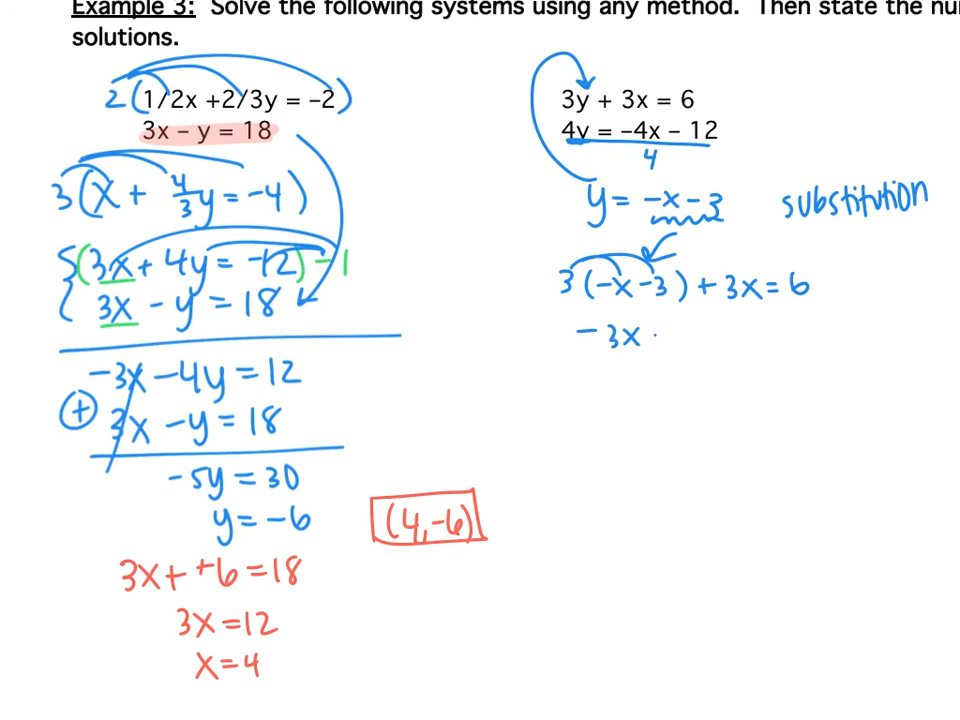 Example 3: Solve the following systems using any method. Then state the nu
solutions.
2(1/2x +2/3y = -2)
3x - y = 18
3(x + 4/3y = -4)
(3x + 4y = -12) -1
3x - y = 18
-3x - 4y = 12
+ 3x - y = 18
-5y = 30
y = -6
(4, -6)
3x + +6 = 18
3x = 12
x = 4
3y + 3x = 6
4y = -4x - 12
4
y = -x - 3 substitution
3(-x - 3) + 3x = 6
-3x